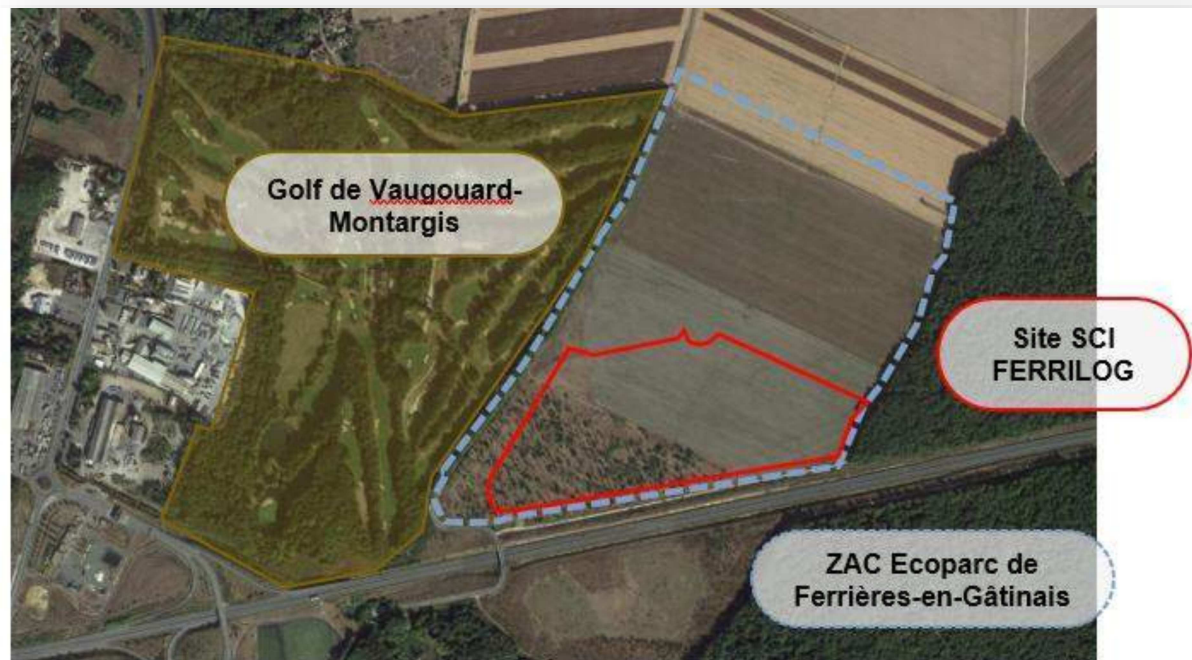 Golf de Vaugouard-
Montargis
Site SCI
FERRILOG
ZAC Ecoparc de
Ferrières-en-Gâtinais